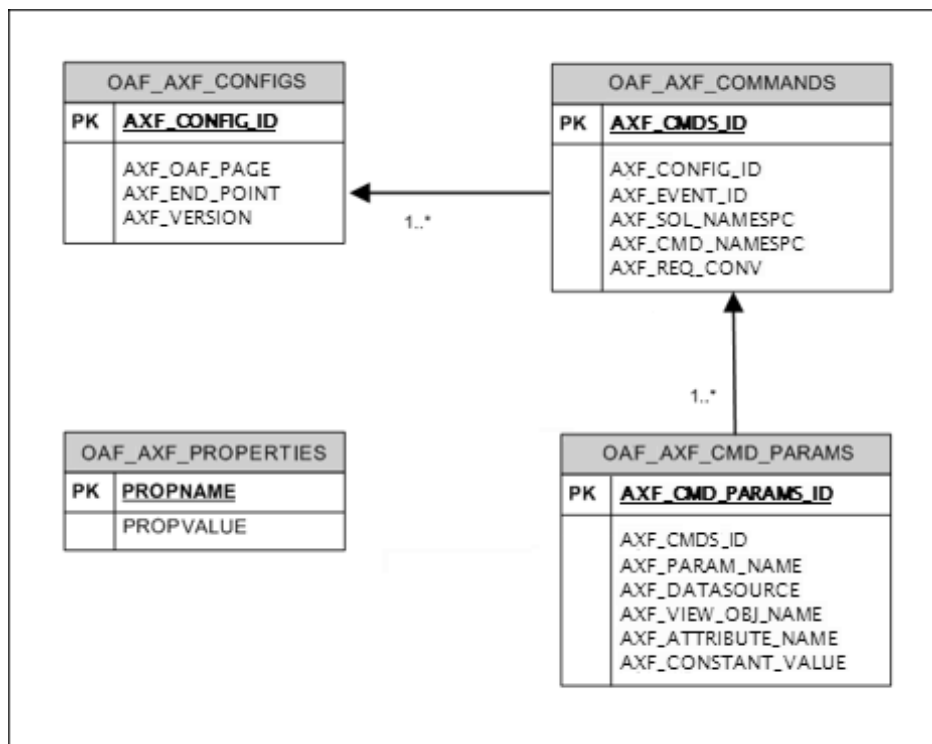 OAF_AXF_CONFIGS
PK AXF_CONFIG_ID
AXF_OAF_PAGE
AXF_END_POINT
AXF_VERSION
1..*
OAF_AXF_COMMANDS
PK AXF_CMDS_ID
AXF_CONFIG_ID
AXF_EVENT_ID
AXF_SOL_NAMESPC
AXF_CMD_NAMESPC
AXF_REQ_CONV
1..*
OAF_AXF_PROPERTIES
PK PROPNAME
PROPVALUE
OAF_AXF_CMD_PARAMS
PK AXF_CMD_PARAMS_ID
AXF_CMDS_ID
AXF_PARAM_NAME
AXF_DATASOURCE
AXF_VIEW_OBJ_NAME
AXF_ATTRIBUTE_NAME
AXF_CONSTANT_VALUE